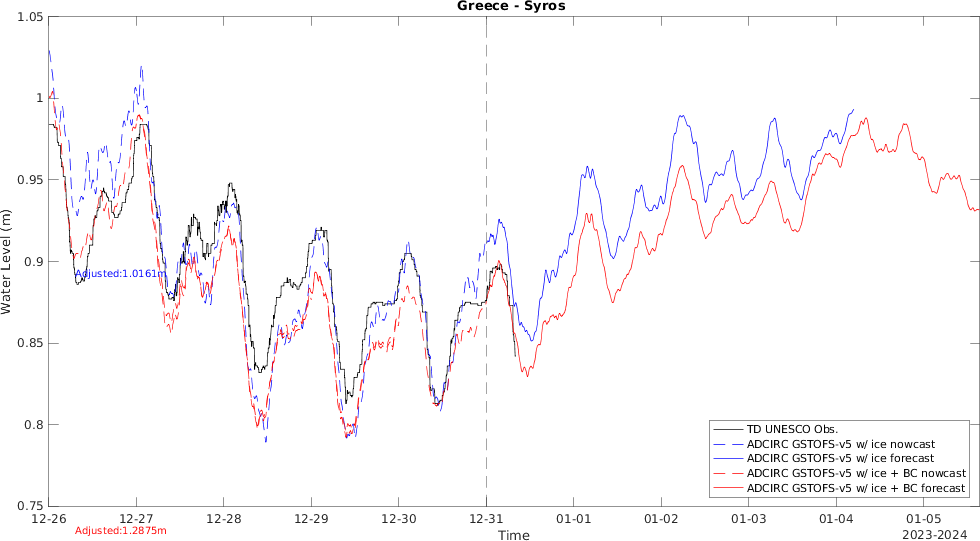 Greece - Syros
1.05
1
0.95
0.9
0.85
0.8
0.75
Water Level (m)
Adjusted:1.0161m
TD UNESCO Obs.
ADCIRC GSTOFS-v5 w/ ice nowcast
ADCIRC GSTOFS-v5 w/ ice forecast
ADCIRC GSTOFS-v5 w/ ice + BC nowcast
ADCIRC GSTOFS-v5 w/ ice + BC forecast
12-26 12-27 12-28 12-29 12-30 12-31 01-01 01-02 01-03 01-04 01-05
Adjusted:1.2875m
Time
2023-2024